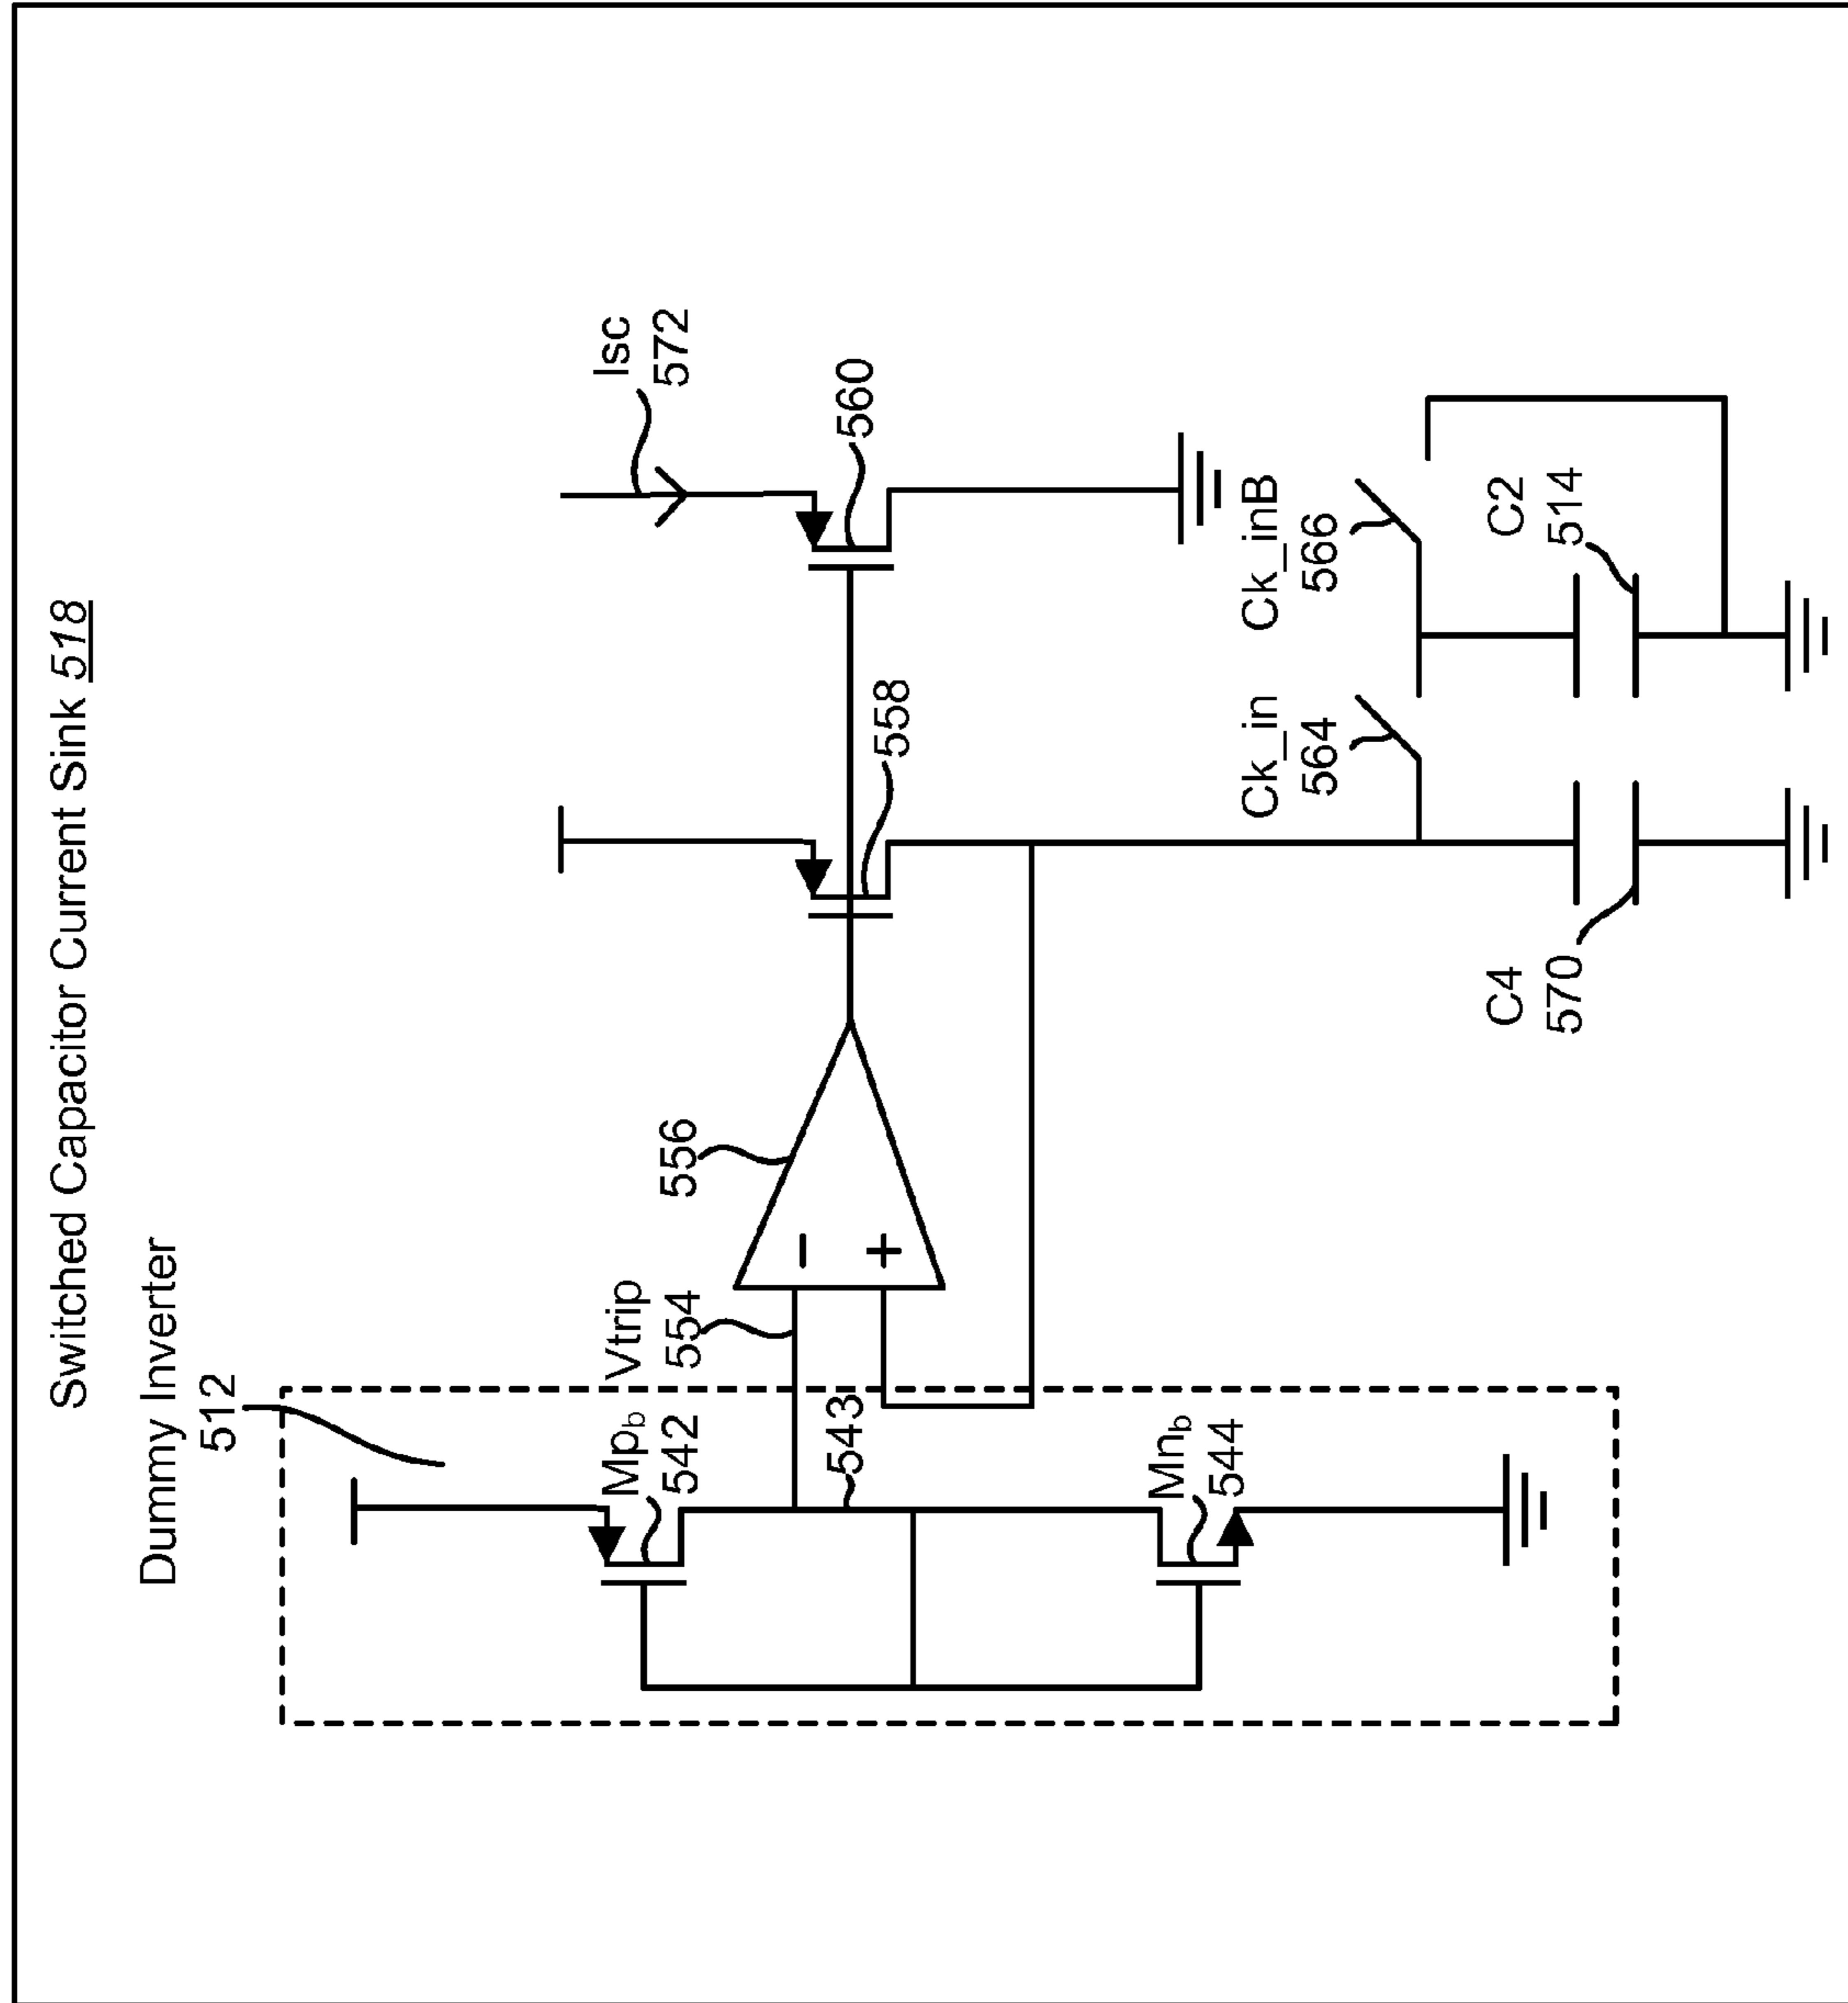 Switched Capacitor Current Sink 518
Dummy Inverter
512
Mpb
542
Vtrip
554
543
Mnb
544
−
+
556
558
Isc
572
560
Ck_in
564
Ck_inB
566
C4
570
C2
514